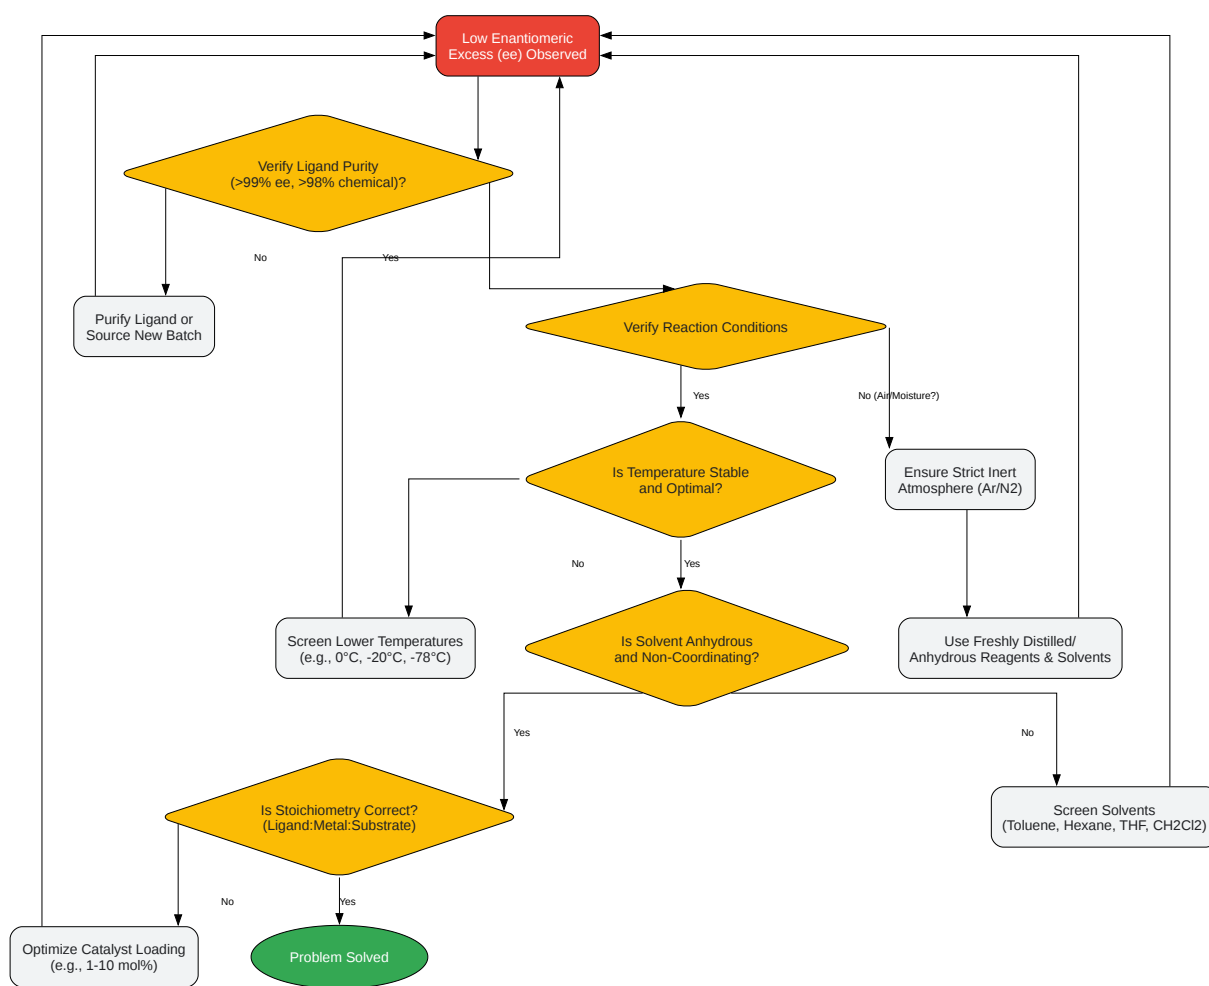 Low Enantiomeric
Excess (ee) Observed
Verify Ligand Purity
(>99% ee, >98% chemical)?
No
Yes
Purify Ligand or
Source New Batch
Verify Reaction Conditions
Yes
No (Air/Moisture?)
Is Temperature Stable
and Optimal?
Ensure Strict Inert
Atmosphere (Ar/N2)
No
Yes
Screen Lower Temperatures
(e.g., 0°C, -20°C, -78°C)
Is Solvent Anhydrous
and Non-Coordinating?
Use Freshly Distilled/
Anhydrous Reagents & Solvents
Yes
No
Is Stoichiometry Correct?
(Ligand:Metal:Substrate)
Screen Solvents
(Toluene, Hexane, THF, CH2Cl2)
No
Yes
Optimize Catalyst Loading
(e.g., 1-10 mol%)
Problem Solved